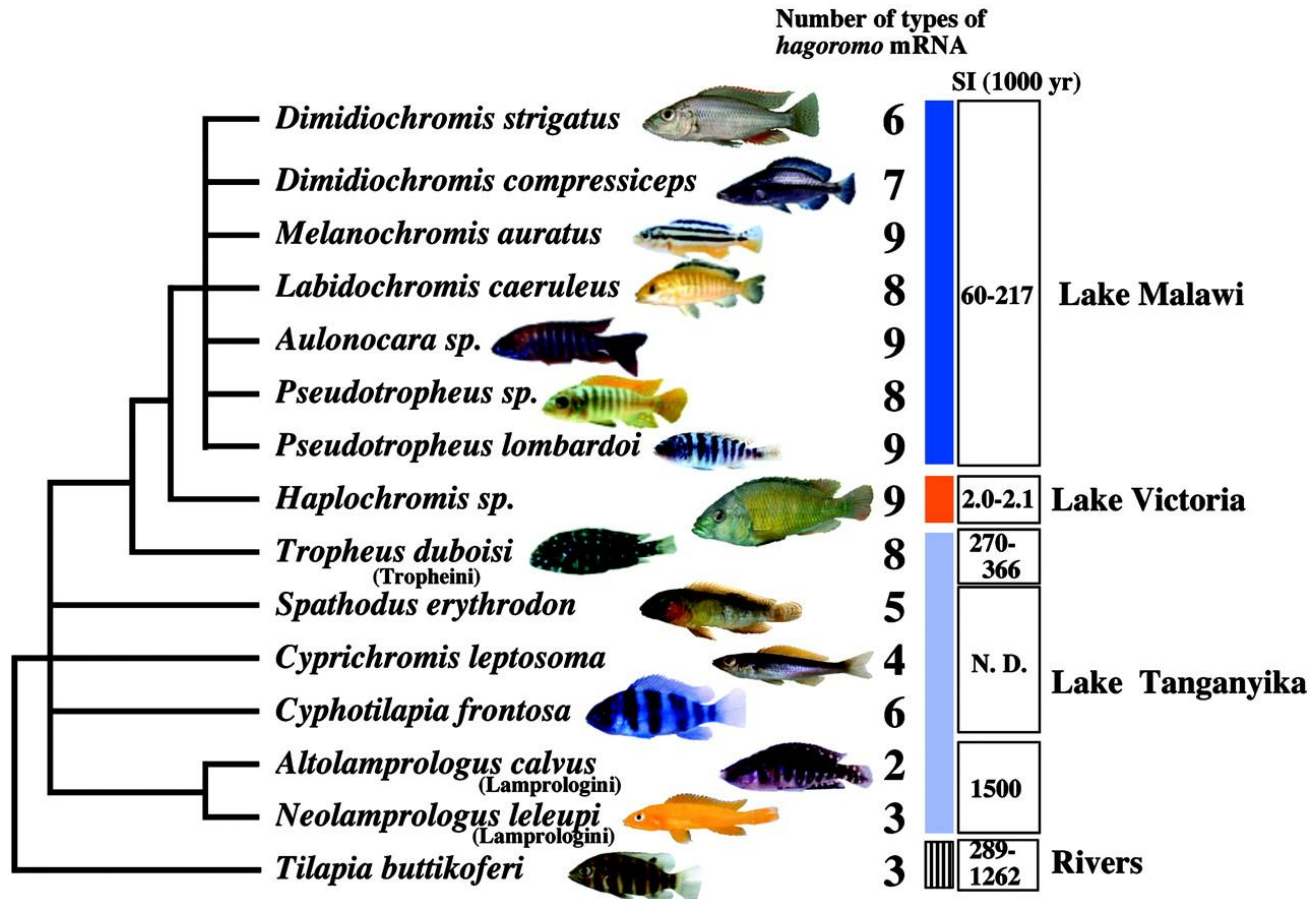 Number of types of
hagoromo mRNA
SI (1000 yr)
Dimidiochromis strigatus 6
Dimidiochromis compressiceps 7
Melanochromis auratus 9
Labidochromis caeruleus 8 60-217 Lake Malawi
Aulonocara sp. 9
Pseudotropheus sp. 8
Pseudotropheus lombardoi 9
Haplochromis sp. 9 2.0-2.1 Lake Victoria
Tropheus duboisi 8 270-
366
(Tropheini)
Spathodus erythrodon 5
Cyprichromis leptosoma 4 N. D.
Lake Tanganyika
Cyphotilapia frontosa 6
Altolamprologus calvus 2
(Lamprologini)
1500
Neolamprologus leleupi 3
(Lamprologini)
Tilapia buttikoferi 3 289-
1262 Rivers